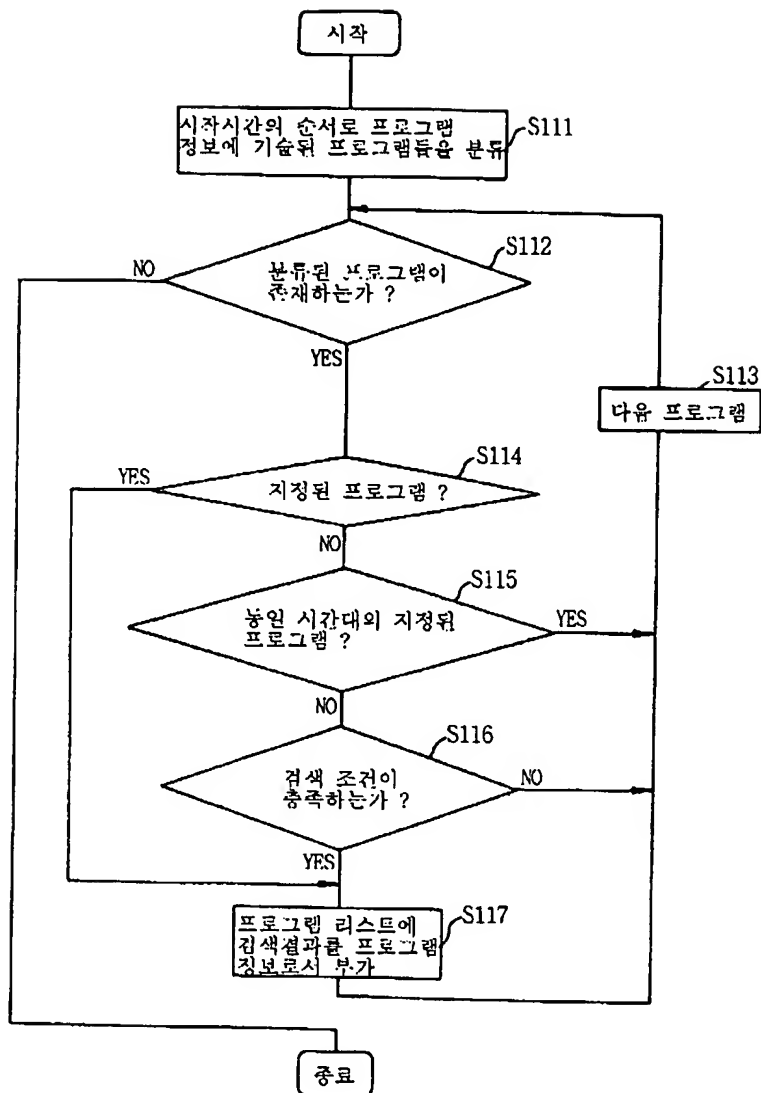 시작
시작시간의 순서로 프로그램
정보에 기술된 프로그램들을 분류
S111
S112
분류된 프로그램이
존재하는가 ?
NO
YES
S113
다음 프로그램
S114
YES
지정된 프로그램 ?
NO
S115
동일 시간대의 지정된
프로그램 ?
YES
NO
S116
검색 조건이
충족하는가 ?
NO
YES
S117
프로그램 리스트에
검색결과를 프로그램
정보로서 부가
종료